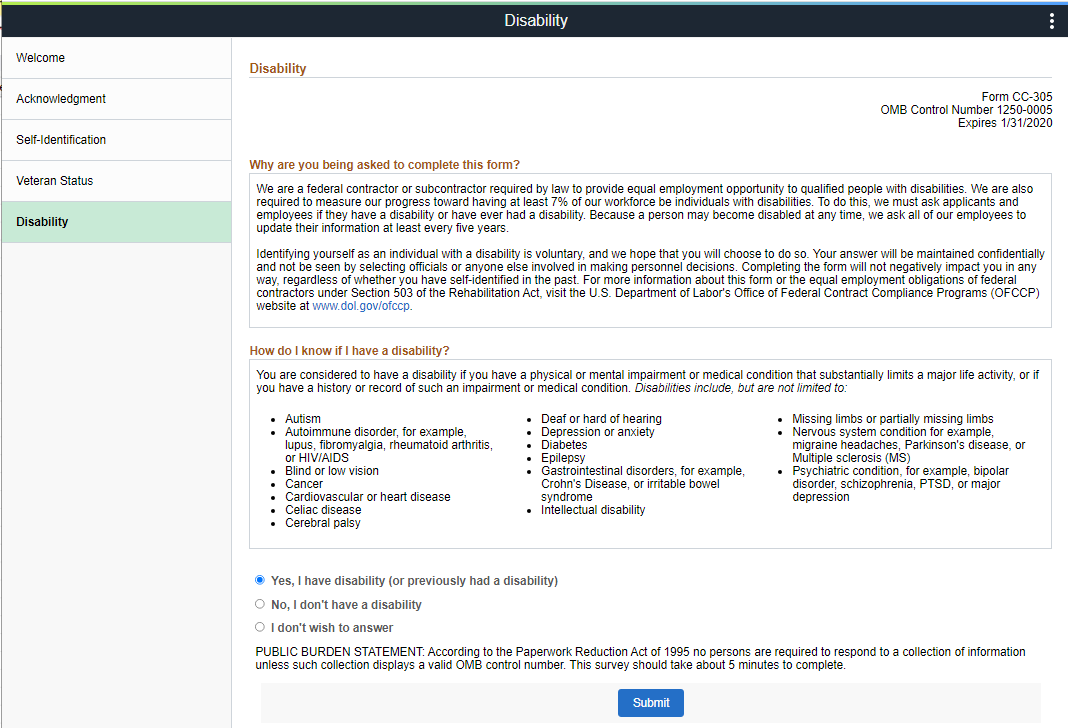 Disability
Welcome
Acknowledgment
Self-Identification
Veteran Status
Disability
Disability
Form CC-305
OMB Control Number 1250-0005
Expires 1/31/2020
Why are you being asked to complete this form?
We are a federal contractor or subcontractor required by law to provide equal employment opportunity to qualified people with disabilities. We are also
required to measure our progress toward having at least 7% of our workforce be individuals with disabilities. To do this, we must ask applicants and
employees if they have a disability or have ever had a disability. Because a person may become disabled at any time, we ask all of our employees to
update their information at least every five years.
Identifying yourself as an individual with a disability is voluntary, and we hope that you will choose to do so. Your answer will be maintained confidentially
and not be seen by selecting officials or anyone else involved in making personnel decisions. Completing the form will not negatively impact you in any
way, regardless of whether you have self-identified in the past. For more information about this form or the equal employment obligations of federal
contractors under Section 503 of the Rehabilitation Act, visit the U.S. Department of Labor's Office of Federal Contract Compliance Programs (OFCCP)
website at www.dol.gov/ofccp.
How do I know if I have a disability?
You are considered to have a disability if you have a physical or mental impairment or medical condition that substantially limits a major life activity, or if
you have a history or record of such an impairment or medical condition. Disabilities include, but are not limited to:
• Autism
• Autoimmune disorder, for example,
lupus, fibromyalgia, rheumatoid arthritis,
or HIV/AIDS
• Blind or low vision
• Cancer
• Cardiovascular or heart disease
• Celiac disease
• Cerebral palsy
• Deaf or hard of hearing
• Depression or anxiety
• Diabetes
• Epilepsy
• Gastrointestinal disorders, for example,
Crohn's Disease, or irritable bowel
syndrome
• Intellectual disability
• Missing limbs or partially missing limbs
• Nervous system condition for example,
migraine headaches, Parkinson's disease, or
Multiple sclerosis (MS)
• Psychiatric condition, for example, bipolar
disorder, schizophrenia, PTSD, or major
depression
Yes, I have disability (or previously had a disability)
No, I don't have a disability
I don't wish to answer
PUBLIC BURDEN STATEMENT: According to the Paperwork Reduction Act of 1995 no persons are required to respond to a collection of information
unless such collection displays a valid OMB control number. This survey should take about 5 minutes to complete.
Submit